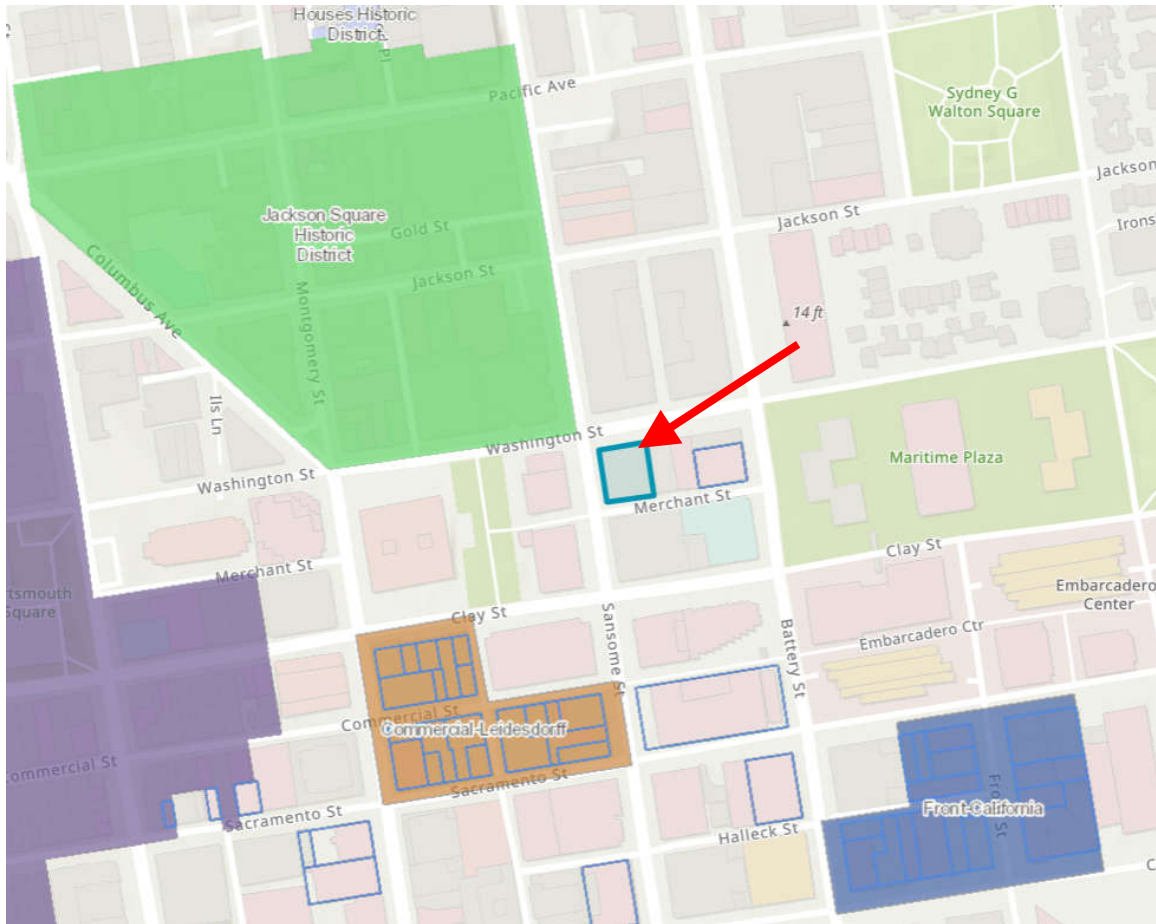 Houses Historic
District
Pl
Pacific Ave
Sydney G
Walton Square
Jackson
Jackson St
Jackson Square
Historic
District
Gold St
Irons
Columbus Ave
Jackson St
Montgomery St
14 ft
Ils Ln
Washington St
Washington St
Maritime Plaza
Merchant St
Clay St
Merchant St
rtsmouth
Square
Embarcadero
Center
Clay St
Sansome St
Battery St
Embarcadero Ctr
Commercial St
Commercial-Leidesdorff
Commercial St
Sacramento St
Sacramento St
Front-California
Halleck St
C